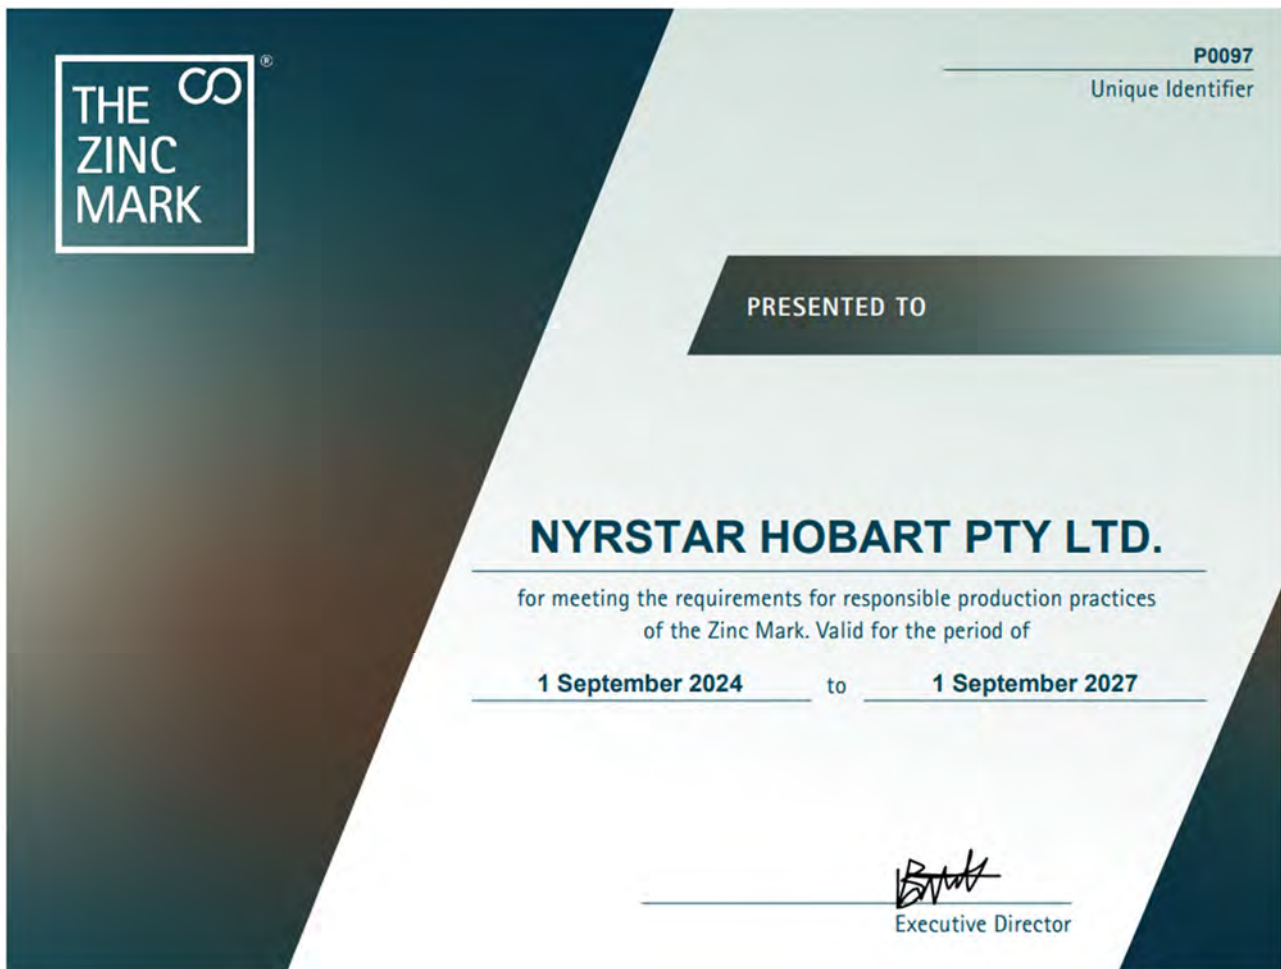 THE
ZINC
MARK
®
P0097
Unique Identifier
PRESENTED TO
NYRSTAR HOBART PTY LTD.
for meeting the requirements for responsible production practices
of the Zinc Mark. Valid for the period of
1 September 2024 to 1 September 2027
Executive Director